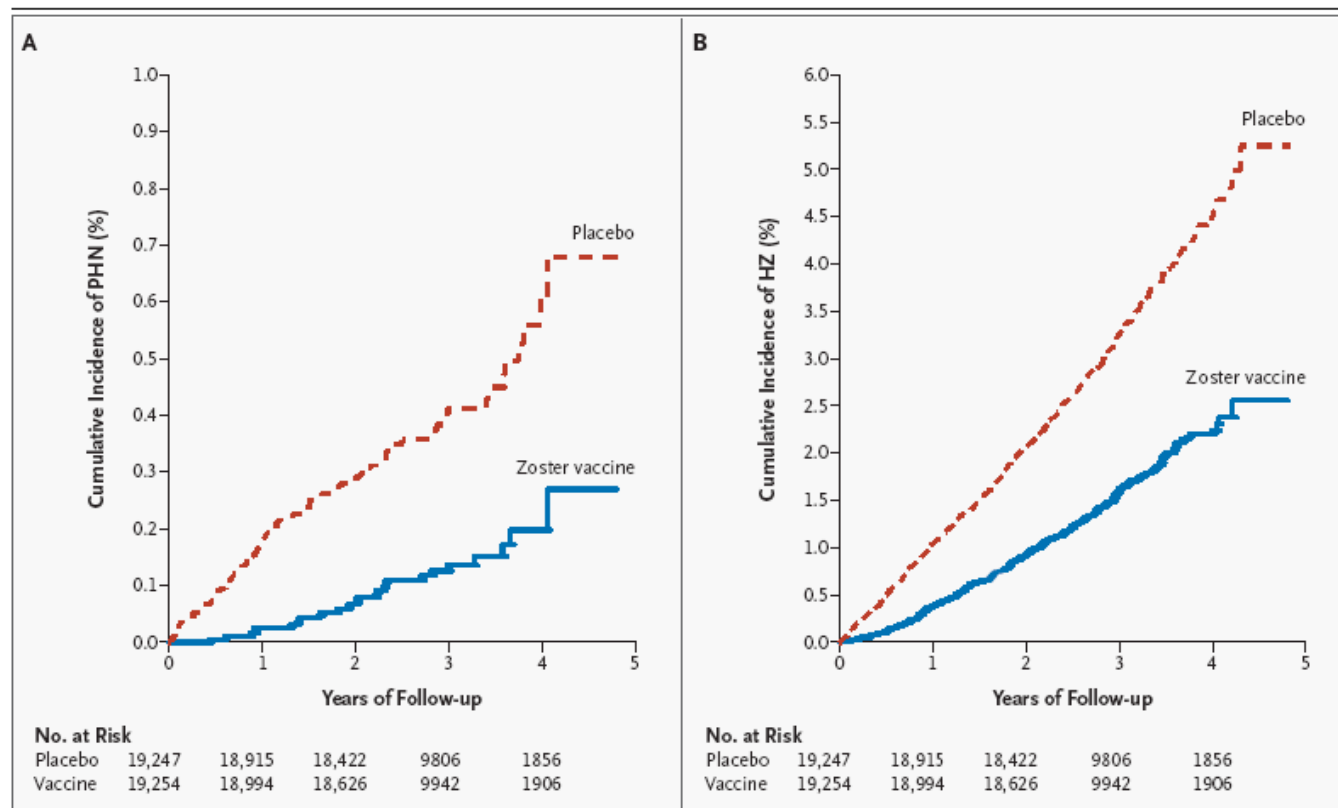 A
Cumulative Incidence of PHN (%)
1.0
0.9
0.8
0.7
0.6
0.5
0.4
0.3
0.2
0.1
0.0
Placebo
Zoster vaccine
0 1 2 3 4 5
Years of Follow-up
No. at Risk
Placebo 19,247 18,915 18,422 9806 1856
Vaccine 19,254 18,994 18,626 9942 1906
B
Cumulative Incidence of HZ (%)
6.0
5.5
5.0
4.5
4.0
3.5
3.0
2.5
2.0
1.5
1.0
0.5
0.0
Placebo
Zoster vaccine
0 1 2 3 4 5
Years of Follow-up
No. at Risk
Placebo 19,247 18,915 18,422 9806 1856
Vaccine 19,254 18,994 18,626 9942 1906